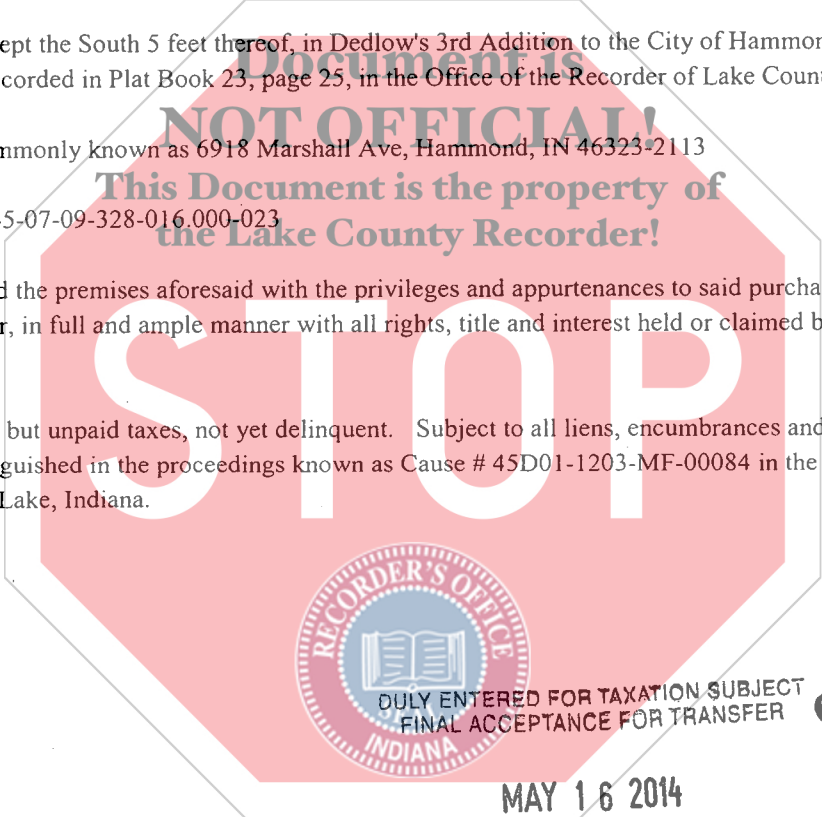 ept the South 5 feet thereof, in Dedlow's 3rd Addition to the City of Hammon
Document is
corded in Plat Book 23, page 25, in the Office of the Recorder of Lake Coun
NOT OFFICIAL!
nmonly known as 6918 Marshall Ave, Hammond, IN 46323-2113
This Document is the property of
5-07-09-328-016.000-023
the Lake County Recorder!
d the premises aforesaid with the privileges and appurtenances to said purcha
r, in full and ample manner with all rights, title and interest held or claimed b
STOP
but unpaid taxes, not yet delinquent. Subject to all liens, encumbrances and
guished in the proceedings known as Cause # 45D01-1203-MF-00084 in the
Lake, Indiana.
RECORDER'S OFFICE
SEAL
INDIANA
DULY ENTERED FOR TAXATION SUBJECT
FINAL ACCEPTANCE FOR TRANSFER
MAY 16 2014